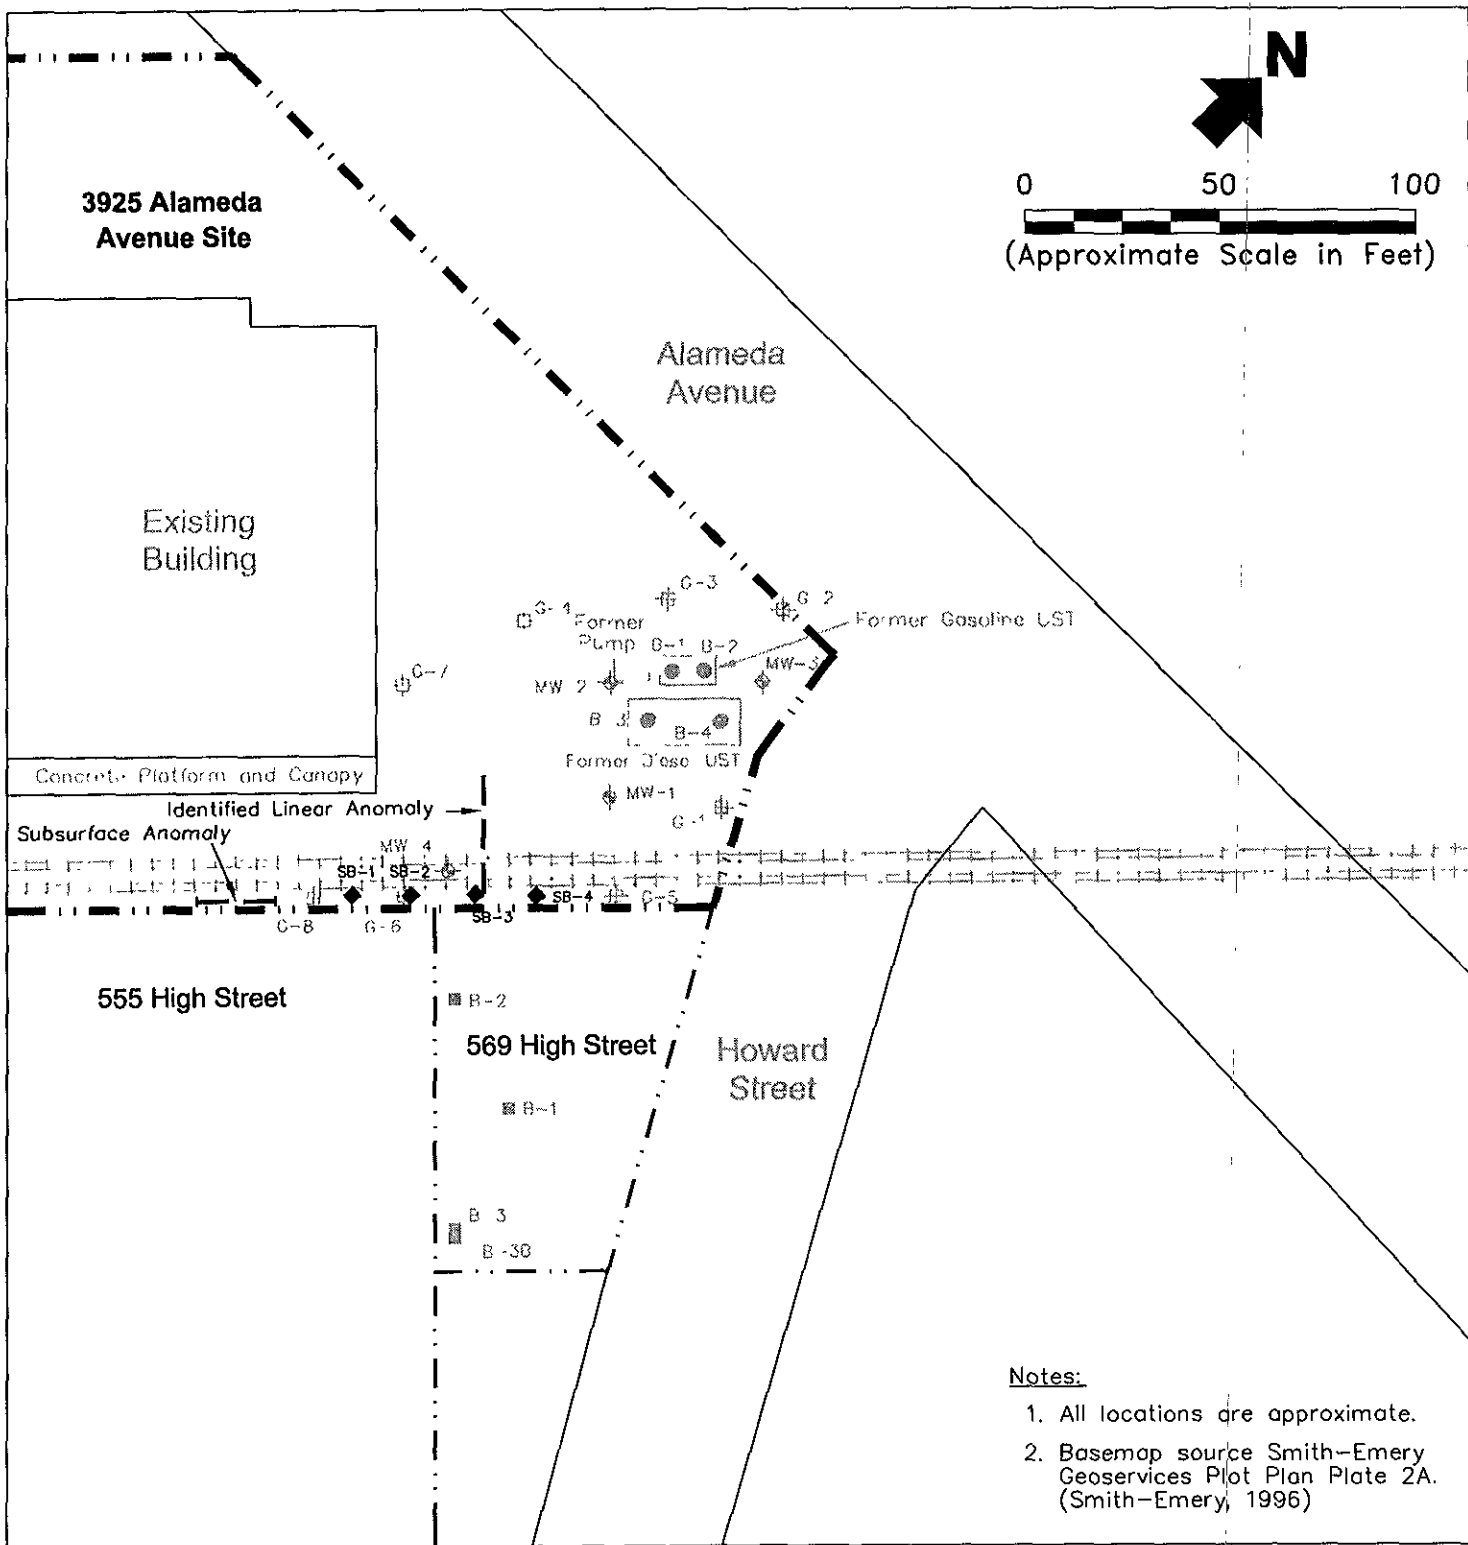 N
0 50 100
(Approximate Scale in Feet)
3925 Alameda
Avenue Site
Alameda
Avenue
Existing
Building
G-3
G 2
Former
Pump
B-1 B-2
Former Gasoline UST
G-7
MW 2
MW-3
B 3
B-4
Former UST
Concrete Platform and Canopy
MW-1
G-1
Identified Linear Anomaly
Subsurface Anomaly
MW 4
SB-1 SB-2
SB-4
G-5
SB-3
G-8
G-6
555 High Street
B-2
569 High Street
Howard
Street
B-1
B 3
B-3B
Notes:
1. All locations are approximate.
2. Basemap source Smith-Emery
Geoservices Plot Plan Plate 2A.
(Smith-Emery, 1996)